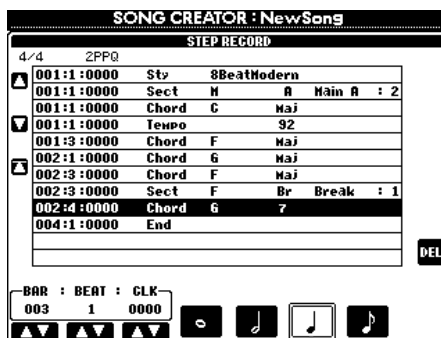 SONG CREATOR : NewSong
STEP RECORD
4/4 2PPQ
001:1:0000 Sty 8BeatModern
001:1:0000 Sect M A Main A : 2
001:1:0000 Chord C Maj
001:1:0000 Tempo 92
001:3:0000 Chord F Maj
002:1:0000 Chord G Maj
002:3:0000 Chord F Maj
002:3:0000 Sect F Br Break : 1
002:4:0000 Chord G 7
004:1:0000 End
DEL
BAR : BEAT : CLK
003 1 0000